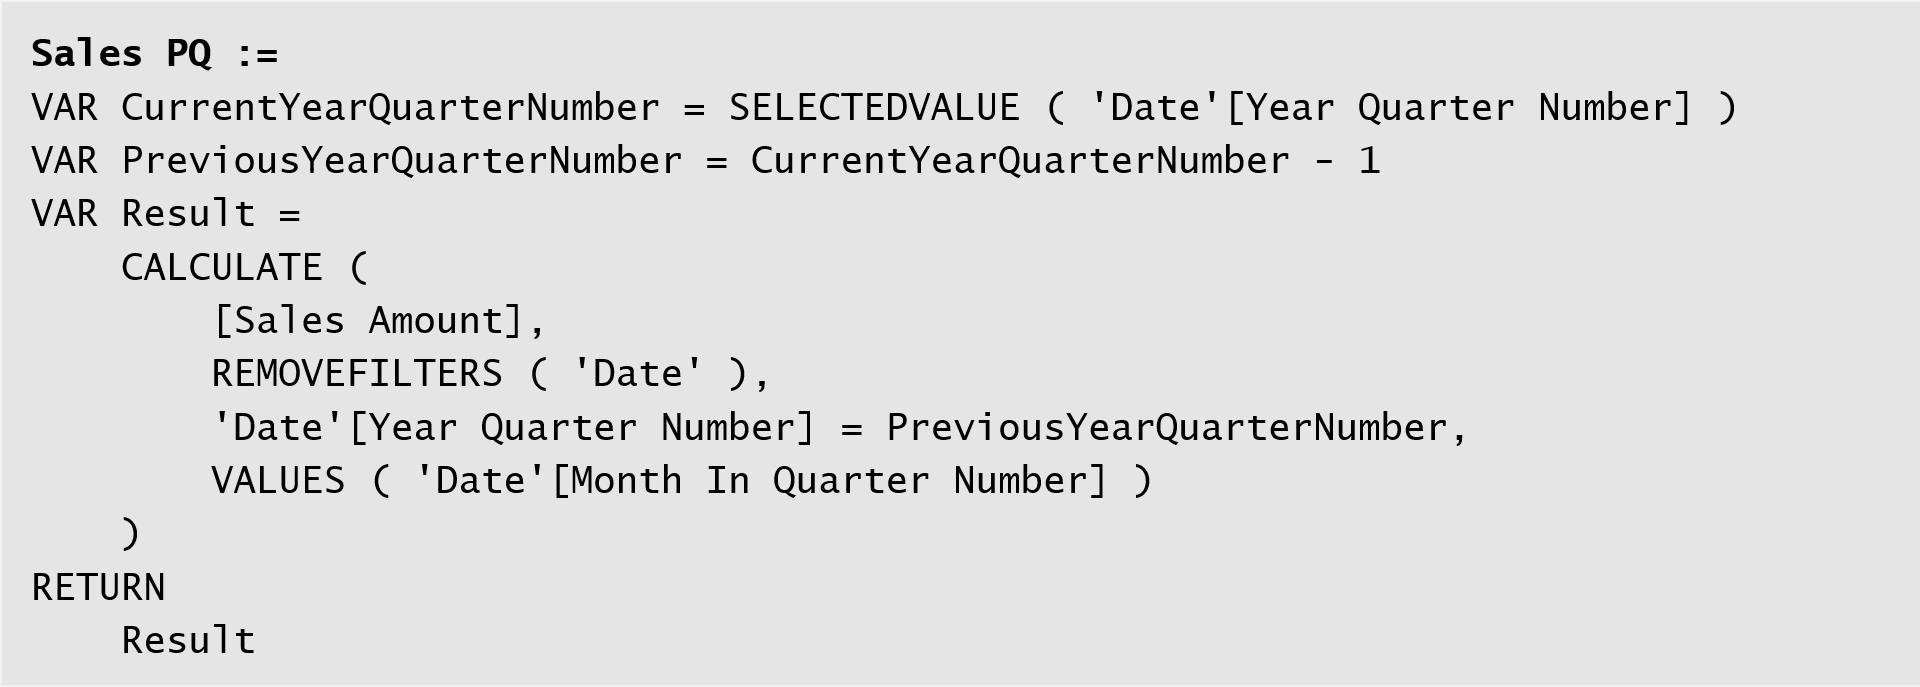 Sales PQ :=
VAR CurrentYearQuarterNumber = SELECTEDVALUE ( 'Date'[Year Quarter Number] )
VAR PreviousYearQuarterNumber = CurrentYearQuarterNumber - 1
VAR Result =
    CALCULATE (
        [Sales Amount],
        REMOVEFILTERS ( 'Date' ),
        'Date'[Year Quarter Number] = PreviousYearQuarterNumber,
        VALUES ( 'Date'[Month In Quarter Number] )
    )
RETURN
    Result